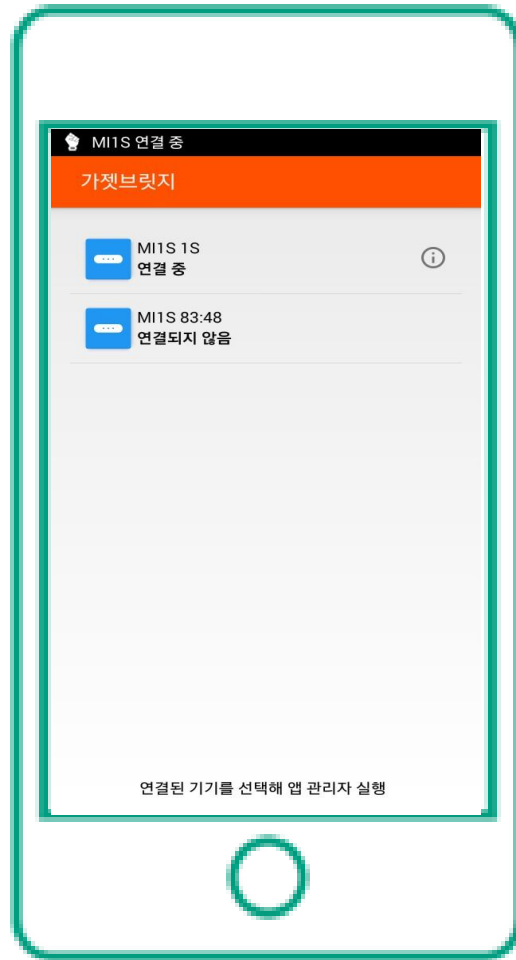 MI1S 연결 중
가젯브릿지
MI1S 1S
연결 중
MI1S 83:48
연결되지 않음
연결된 기기를 선택해 앱 관리자 실행